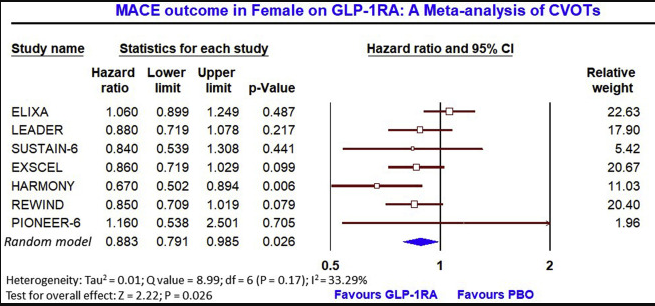 MACE outcome in Female on GLP-1RA: A Meta-analysis of CVOTs
Study name Statistics for each study Hazard ratio and 95% CI
Hazard ratio Lower limit Upper limit p-Value Relative weight
ELIXA 1.060 0.899 1.249 0.487 22.63
LEADER 0.880 0.719 1.078 0.217 17.90
SUSTAIN-6 0.840 0.539 1.308 0.441 5.42
EXSCEL 0.860 0.719 1.029 0.099 20.67
HARMONY 0.670 0.502 0.894 0.006 11.03
REWIND 0.850 0.709 1.019 0.079 20.40
PIONEER-6 1.160 0.538 2.501 0.705 1.96
Random model 0.883 0.791 0.985 0.026
0.5 1 2
Heterogeneity: Tau² = 0.01; Q value = 8.99; df = 6 (P = 0.17); I² = 33.29%
Test for overall effect: Z = 2.22; P = 0.026 Favours GLP-1RA Favours PBO